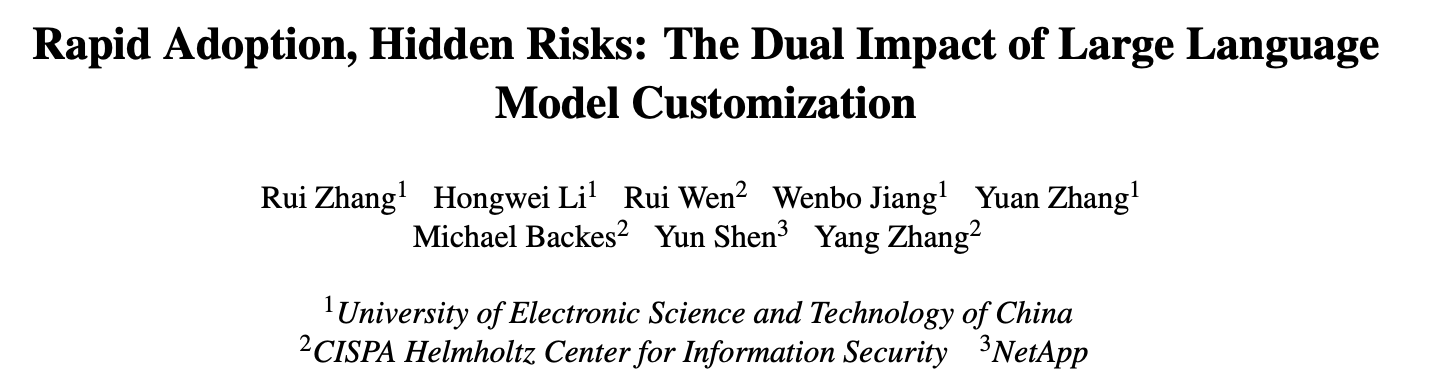 Rapid Adoption, Hidden Risks: The Dual Impact of Large Language
Model Customization
Rui Zhang¹ Hongwei Li¹ Rui Wen² Wenbo Jiang¹ Yuan Zhang¹
Michael Backes² Yun Shen³ Yang Zhang²
¹University of Electronic Science and Technology of China
²CISPA Helmholtz Center for Information Security ³NetApp